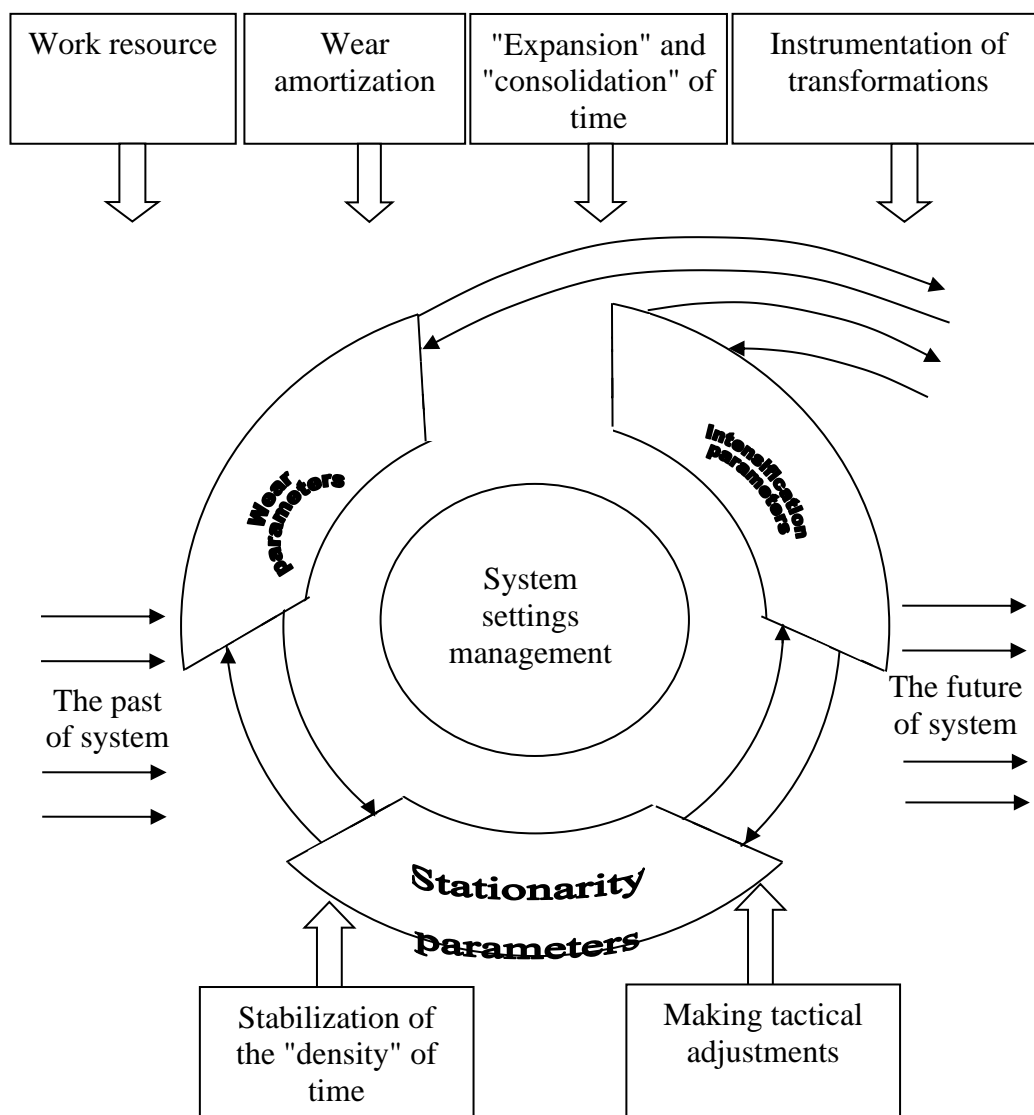 Work resource
Wear
amortization
"Expansion" and
"consolidation" of
time
Instrumentation of
transformations
Wear
parameters
Intensification
parameters
System
settings
management
The past
of system
The future
of system
Stationarity
parameters
Stabilization of
the "density" of
time
Making tactical
adjustments